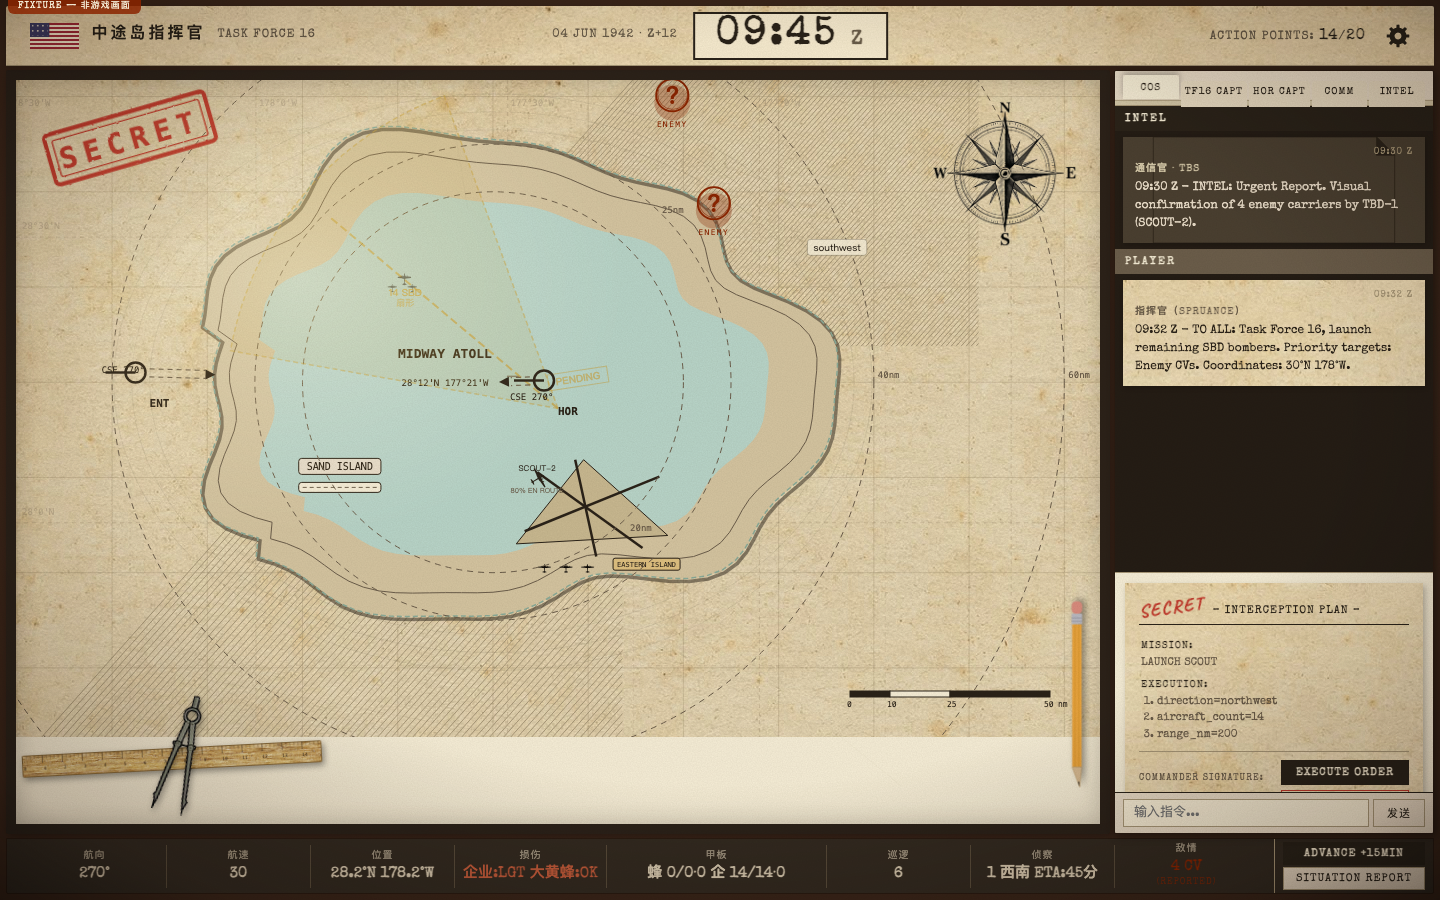 FIXTURE — 非游戏画面
中途岛指挥官 TASK FORCE 16
04 JUN 1942 · Z+12
09:45 Z
ACTION POINTS: 14/20
SECRET
?
ENEMY
?
ENEMY
N
W E
S
southwest
25nm
14 SBD
MIDWAY ATOLL
28°12'N 177°21'W
PENDING
CSE 270°
HOR
CSE 270°
ENT
40nm
60nm
SAND ISLAND
SCOUT-2
80% EN ROUTE
20nm
EASTERN ISLAND
0 10 25 50 nm
COS TF16 CAPT HOR CAPT COMM INTEL
INTEL
09:30 Z
通信官 · TBS
09:30 Z - INTEL: Urgent Report. Visual
confirmation of 4 enemy carriers by TBD-1
(SCOUT-2).
PLAYER
09:32 Z
指挥官 (SPRUANCE)
09:32 Z - TO ALL: Task Force 16, launch
remaining SBD bombers. Priority targets:
Enemy CVs. Coordinates: 30°N 178°W.
SECRET - INTERCEPTION PLAN -
MISSION:
LAUNCH SCOUT
EXECUTION:
1. direction=northwest
2. aircraft_count=14
3. range_nm=200
COMMANDER SIGNATURE: EXECUTE ORDER
输入指令... 发送
航向
270°
航速
30
位置
28.2°N 178.2°W
损伤
企业:LGT 大黄蜂:OK
甲板
蜂 0/0·0 企 14/14·0
巡逻
6
侦察
1 西南 ETA:45分
敌情
4 CV
ADVANCE +15MIN
SITUATION REPORT